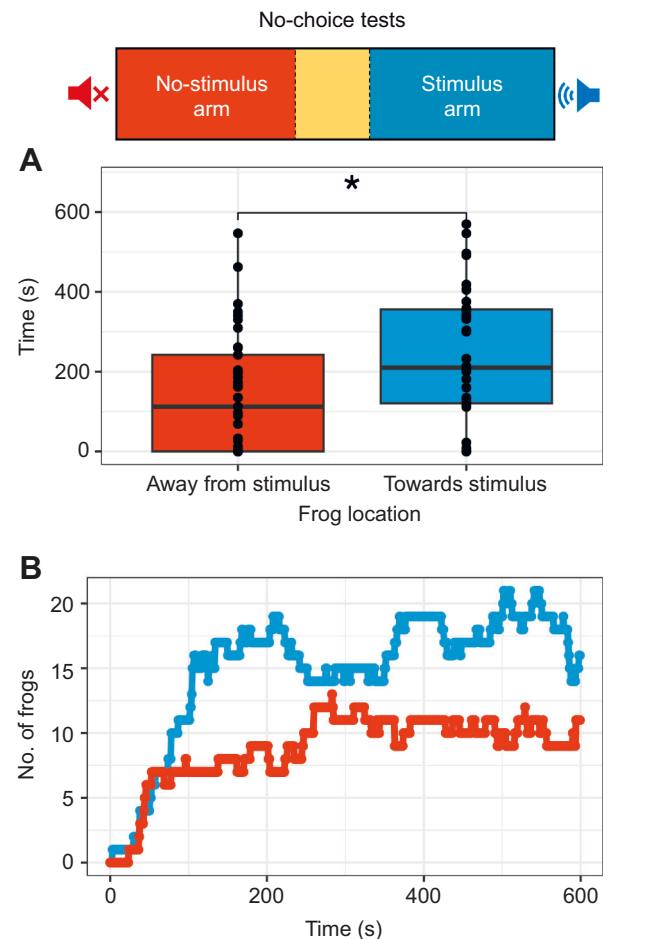 No-choice tests
No-stimulus
arm
Stimulus
arm
A
*
Time (s)
600
400
200
0
Away from stimulus
Towards stimulus
Frog location
B
No. of frogs
20
15
10
5
0
0
200
400
600
Time (s)